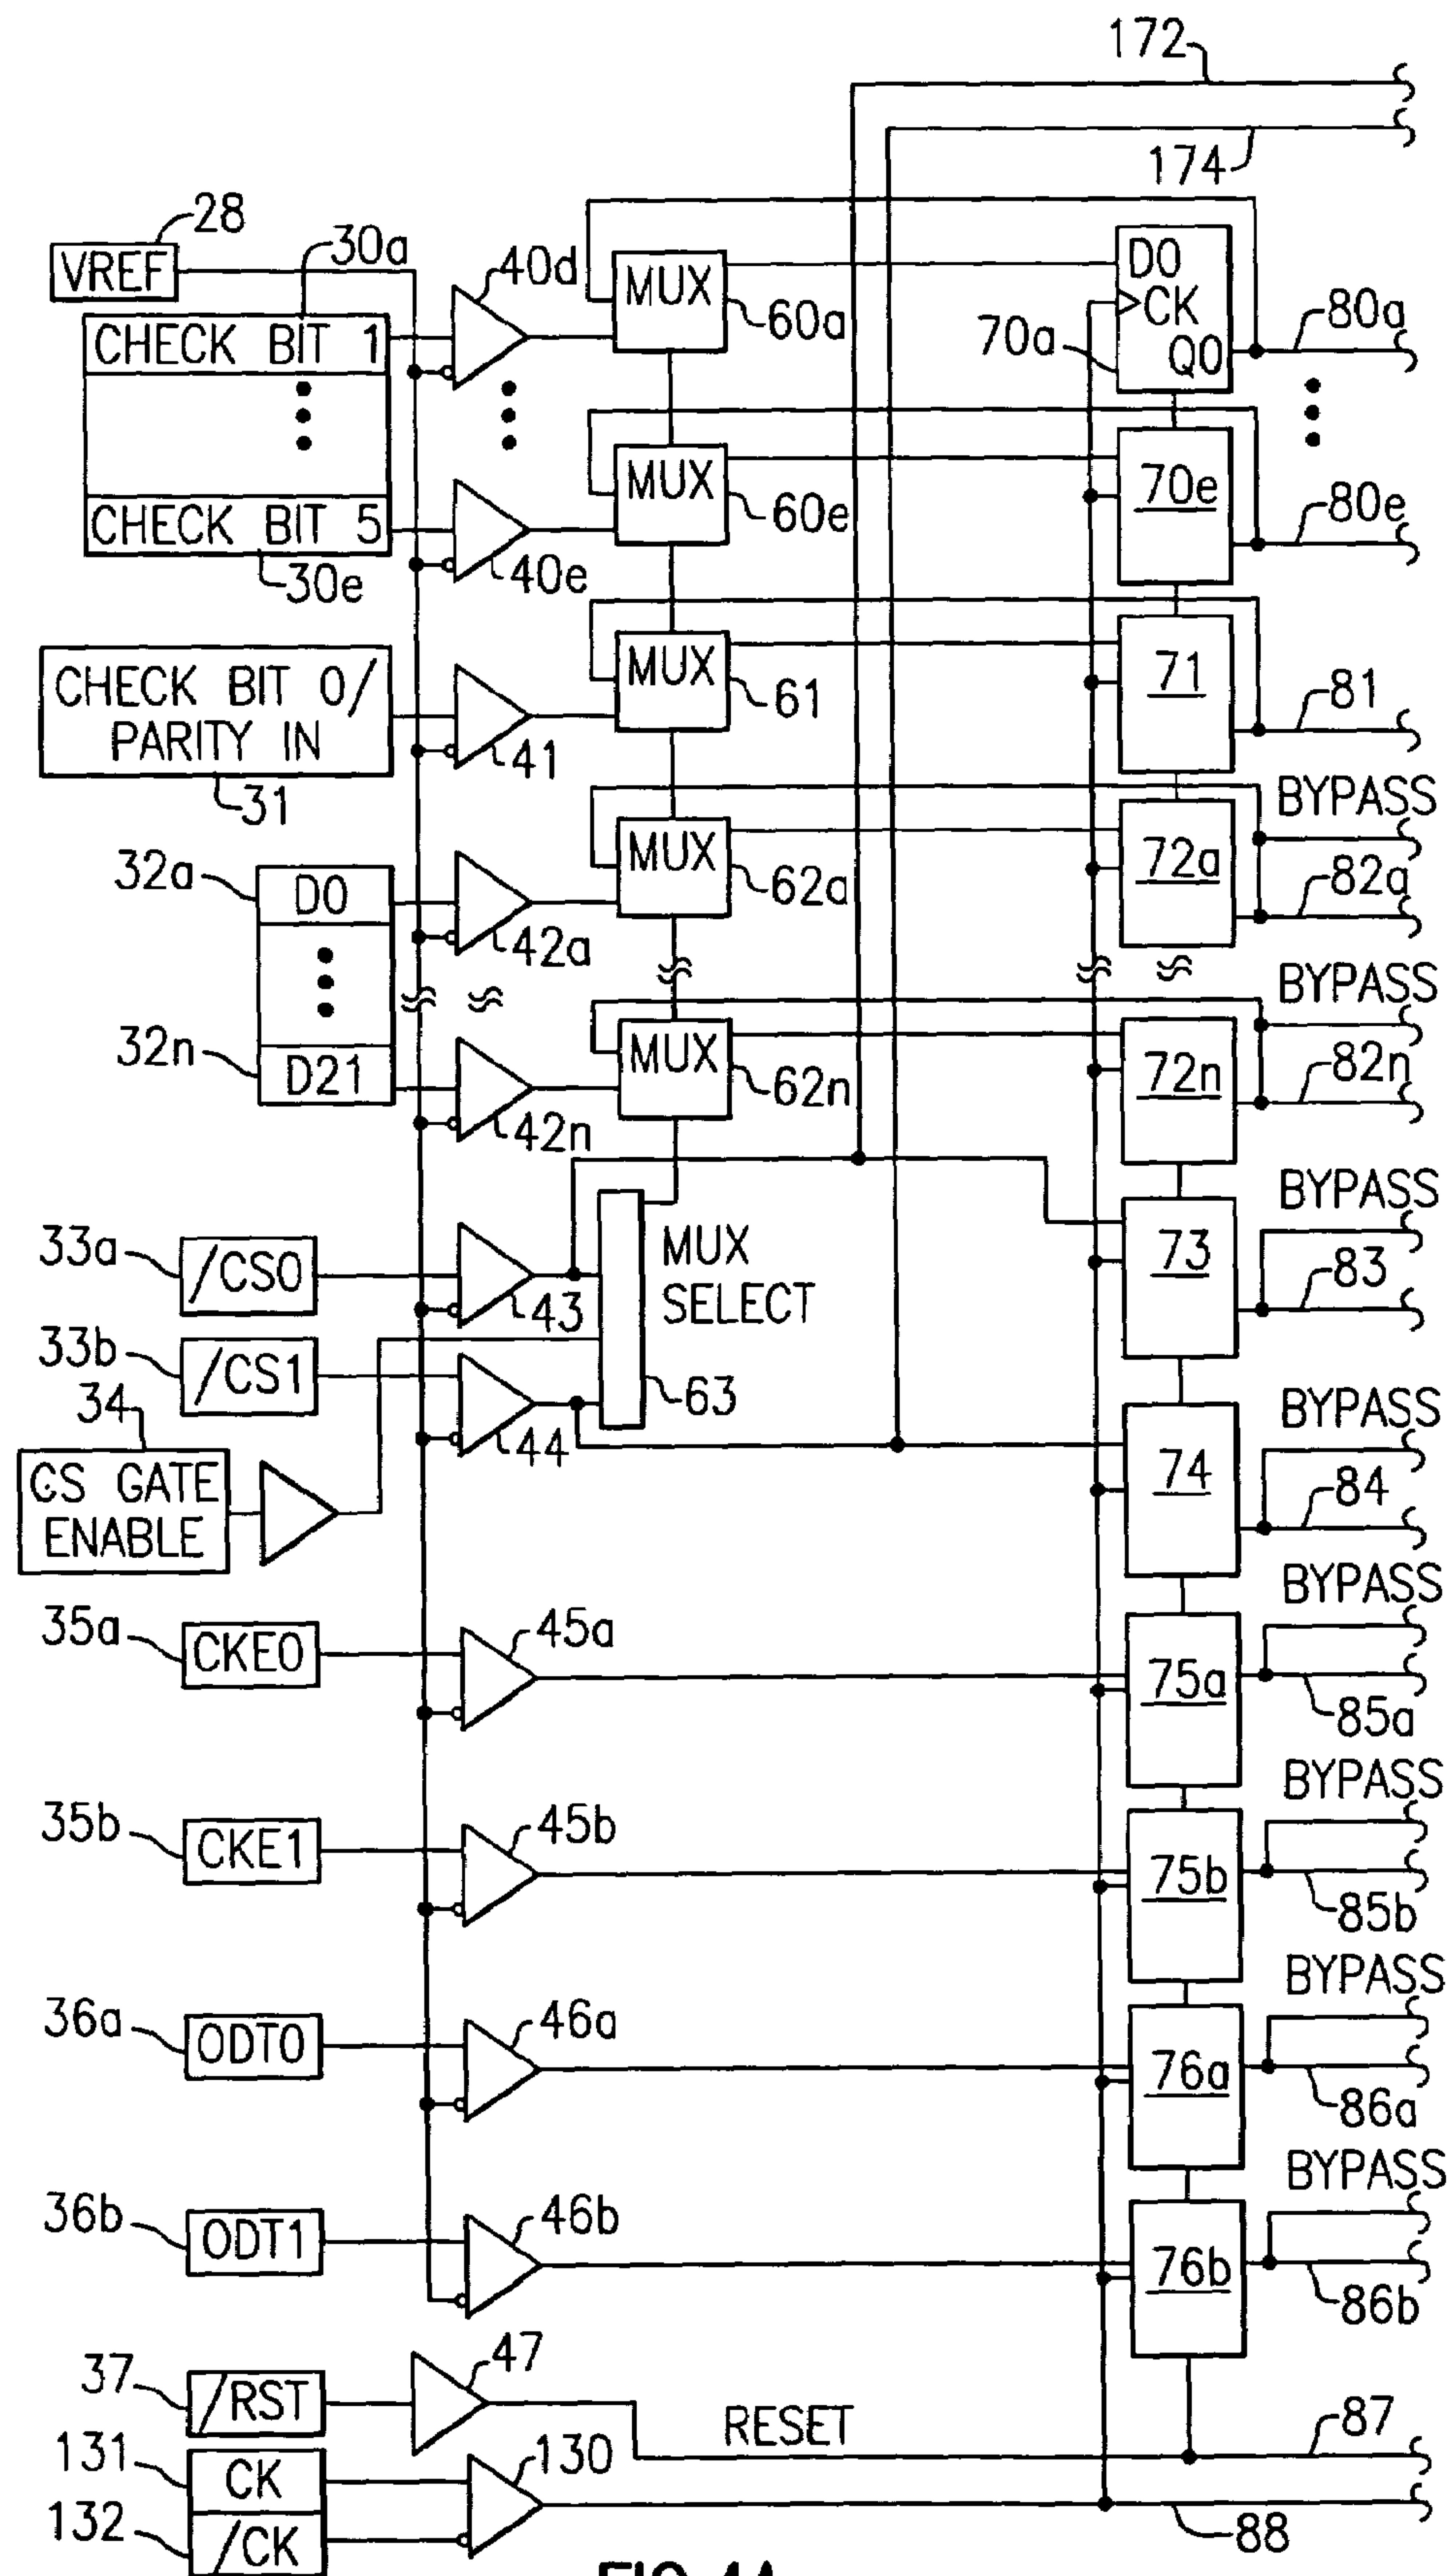 172
174
28
VREF
30a
40d
MUX
60a
D0
CK
Q0
70a
80a
CHECK BIT 1
MUX
60e
70e
80e
CHECK BIT 5
30e
40e
CHECK BIT 0/
PARITY IN
31
41
MUX
61
71
81
BYPASS
32a
D0
42a
MUX
62a
72a
82a
BYPASS
32n
D21
42n
MUX
62n
72n
82n
BYPASS
33a
/CS0
43
MUX
SELECT
73
83
33b
/CS1
44
63
BYPASS
34
CS GATE
ENABLE
74
84
BYPASS
35a
CKE0
45a
75a
85a
BYPASS
35b
CKE1
45b
75b
85b
BYPASS
36a
ODT0
46a
76a
86a
BYPASS
36b
ODT1
46b
76b
86b
37
/RST
47
RESET
87
131
CK
130
132
/CK
88